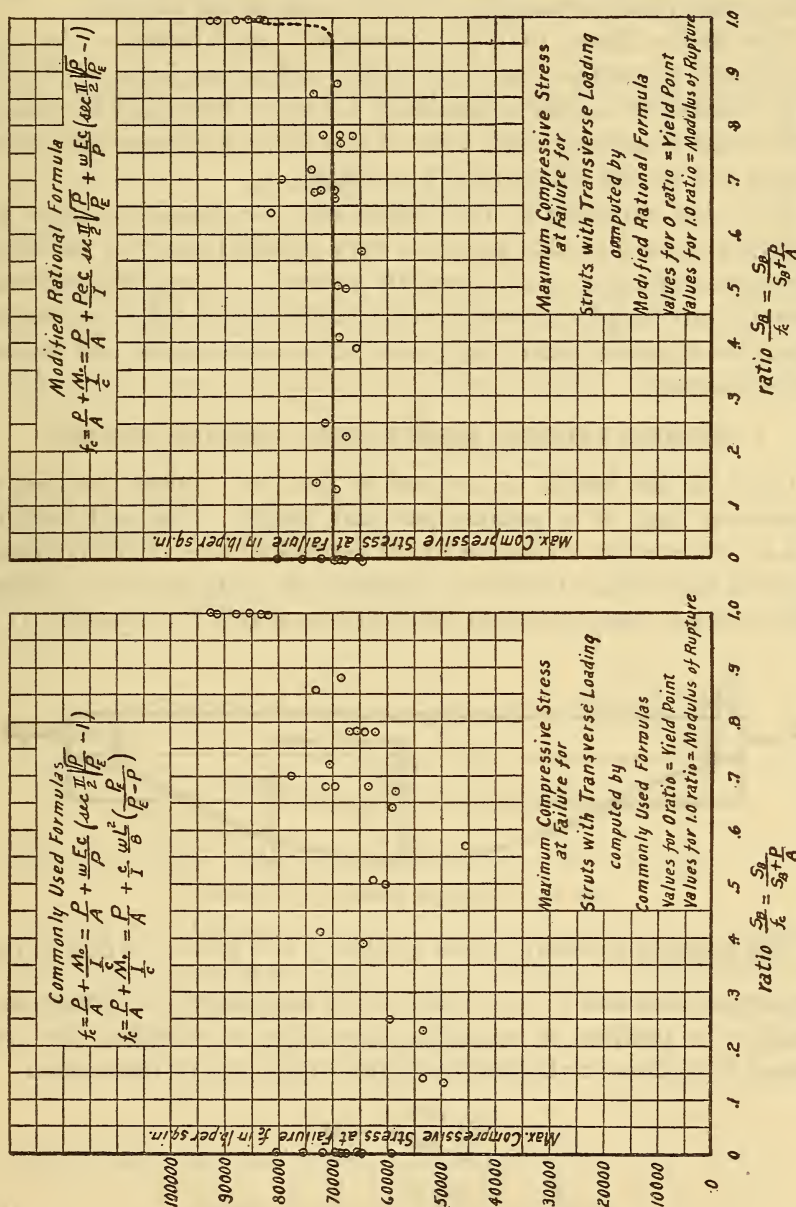 Modified Rational Formula
f_c = P/A + M_o/(I/c) = P/A + Pec/I sec π/2 √(P/P_E) + wEc/P (sec π/2 √(P/P_E) - 1)
Max. Compressive Stress at Failure in lb. per sq. in.
Maximum Compressive Stress
at Failure for
Struts with Transverse Loading
computed by
Modified Rational Formula
Values for 0 ratio = Yield Point
Values for 1.0 ratio = Modulus of Rupture
0 .1 .2 .3 .4 .5 .6 .7 .8 .9 1.0
ratio S_B/f_c = S_B/(S_B + P/A)
Commonly Used Formulas
f_c = P/A + M_o/(I/c) = P/A + wEc/P (sec π/2 √(P/P_E) - 1)
f_c = P/A + M_o/(I/c) = P/A + c/I wL²/8 (P_E/(P_E - P))
Max. Compressive Stress at Failure f_c in lb. per sq. in.
100000
90000
80000
70000
60000
50000
40000
30000
20000
10000
0
Maximum Compressive Stress
at Failure for
Struts with Transverse Loading
computed by
Commonly Used Formulas
Values for 0 ratio = Yield Point
Values for 1.0 ratio = Modulus of Rupture
0 .1 .2 .3 .4 .5 .6 .7 .8 .9 1.0
ratio S_B/f_c = S_B/(S_B + P/A)